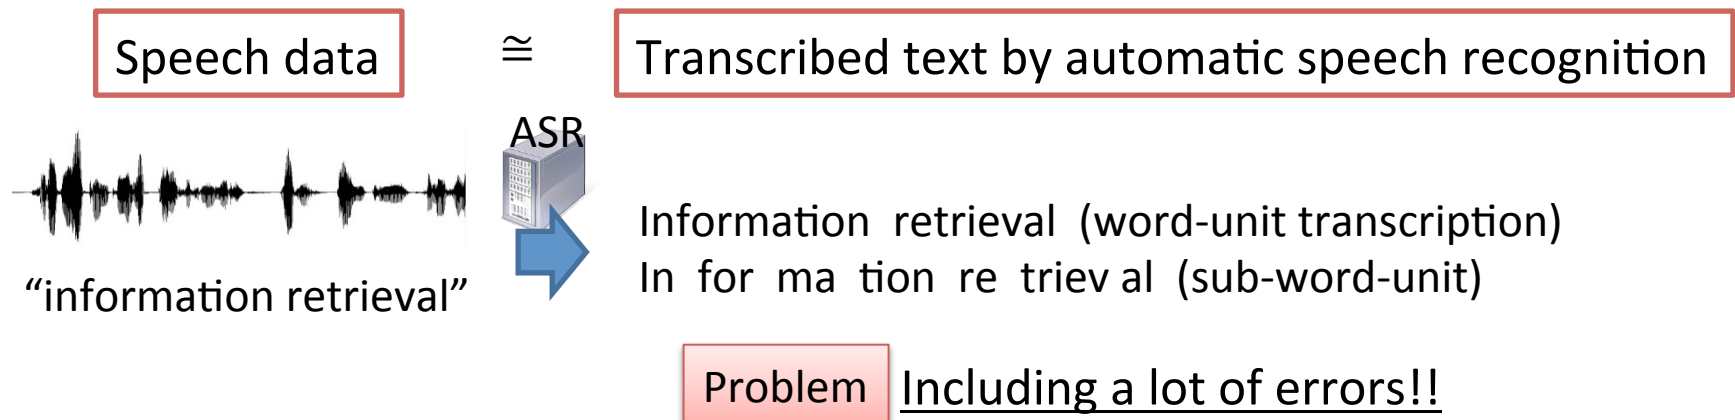 Speech data ≅ Transcribed text by automatic speech recognition
ASR
Information retrieval (word-unit transcription)
In for ma tion re triev al (sub-word-unit)
“information retrieval”
Problem Including a lot of errors!!